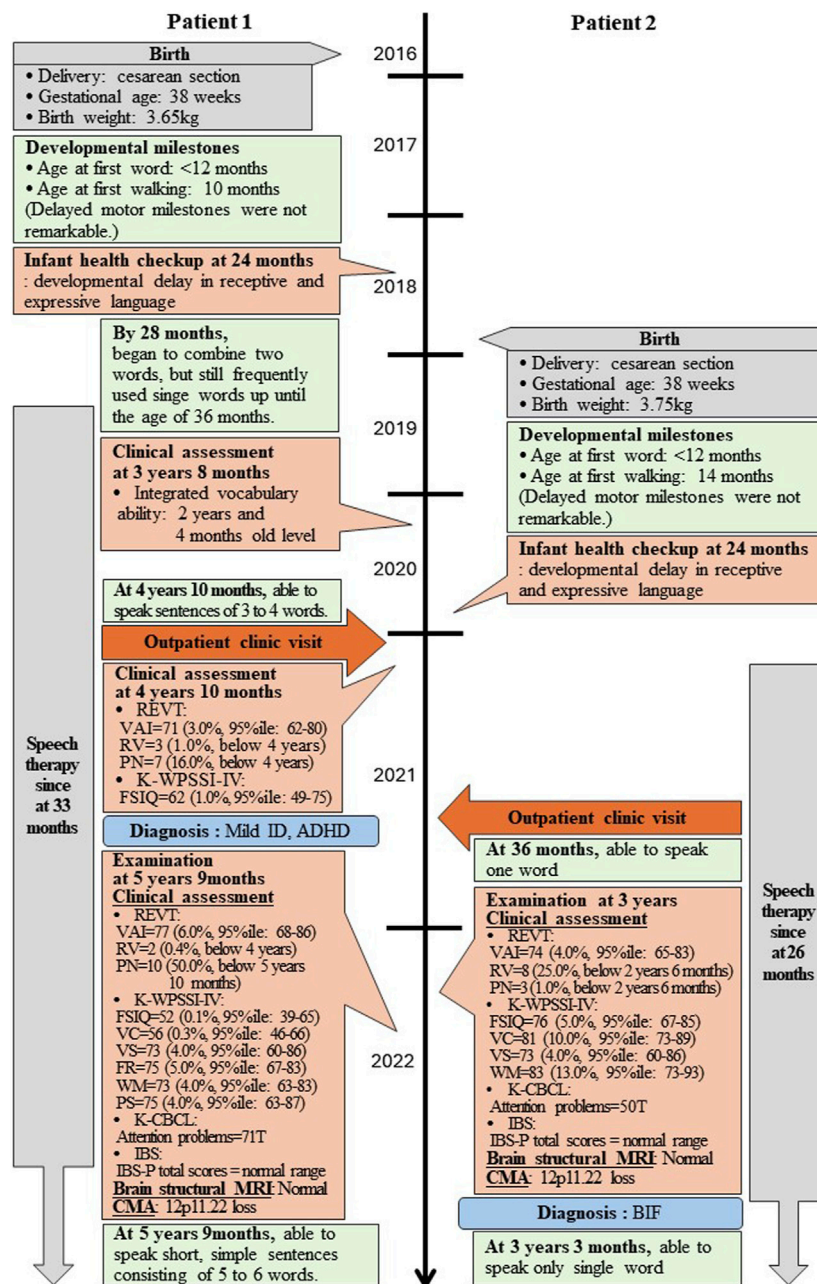 Patient 1
Birth
• Delivery: cesarean section
• Gestational age: 38 weeks
• Birth weight: 3.65kg
Developmental milestones
• Age at first word: <12 months
• Age at first walking: 10 months
(Delayed motor milestones were not
remarkable.)
Infant health checkup at 24 months
: developmental delay in receptive and
expressive language
By 28 months,
began to combine two
words, but still frequently
used singe words up until
the age of 36 months.
Clinical assessment
at 3 years 8 months
• Integrated vocabulary
ability: 2 years and
4 months old level
At 4 years 10 months, able to
speak sentences of 3 to 4 words.
Outpatient clinic visit
Clinical assessment
at 4 years 10 months
• REVT:
VAI=71 (3.0%, 95%ile: 62-80)
RV=3 (1.0%, below 4 years)
PN=7 (16.0%, below 4 years)
• K-WPSSI-IV:
FSIQ=62 (1.0%, 95%ile: 49-75)
Speech
therapy
since
at 33
months
Diagnosis : Mild ID, ADHD
Examination
at 5 years 9months
Clinical assessment
• REVT:
VAI=77 (6.0%, 95%ile: 68-86)
RV=2 (0.4%, below 4 years)
PN=10 (50.0%, below 5 years
10 months)
• K-WPSSI-IV:
FSIQ=52 (0.1%, 95%ile: 39-65)
VC=56 (0.3%, 95%ile: 46-66)
VS=73 (4.0%, 95%ile: 60-86)
FR=75 (5.0%, 95%ile: 67-83)
WM=73 (4.0%, 95%ile: 63-83)
PS=75 (4.0%, 95%ile: 63-87)
• K-CBCL:
Attention problems=71T
• IBS:
IBS-P total scores = normal range
Brain structural MRI: Normal
CMA: 12p11.22 loss
At 5 years 9months, able to
speak short, simple sentences
consisting of 5 to 6 words.
2016
2017
2018
2019
2020
2021
2022
Patient 2
Birth
• Delivery: cesarean section
• Gestational age: 38 weeks
• Birth weight: 3.75kg
Developmental milestones
• Age at first word: <12 months
• Age at first walking: 14 months
(Delayed motor milestones were not
remarkable.)
Infant health checkup at 24 months
: developmental delay in receptive
and expressive language
Outpatient clinic visit
At 36 months, able to speak
one word
Examination at 3 years
Clinical assessment
• REVT:
VAI=74 (4.0%, 95%ile: 65-83)
RV=8 (25.0%, below 2 years 6 months)
PN=3 (1.0%, below 2 years 6 months)
• K-WPSSI-IV:
FSIQ=76 (5.0%, 95%ile: 67-85)
VC=81 (10.0%, 95%ile: 73-89)
VS=73 (4.0%, 95%ile: 60-86)
WM=83 (13.0%, 95%ile: 73-93)
• K-CBCL:
Attention problems=50T
• IBS:
IBS-P total scores = normal range
Brain structural MRI: Normal
CMA: 12p11.22 loss
Speech
therapy
since
at 26
months
Diagnosis : BIF
At 3 years 3 months, able to
speak only single word